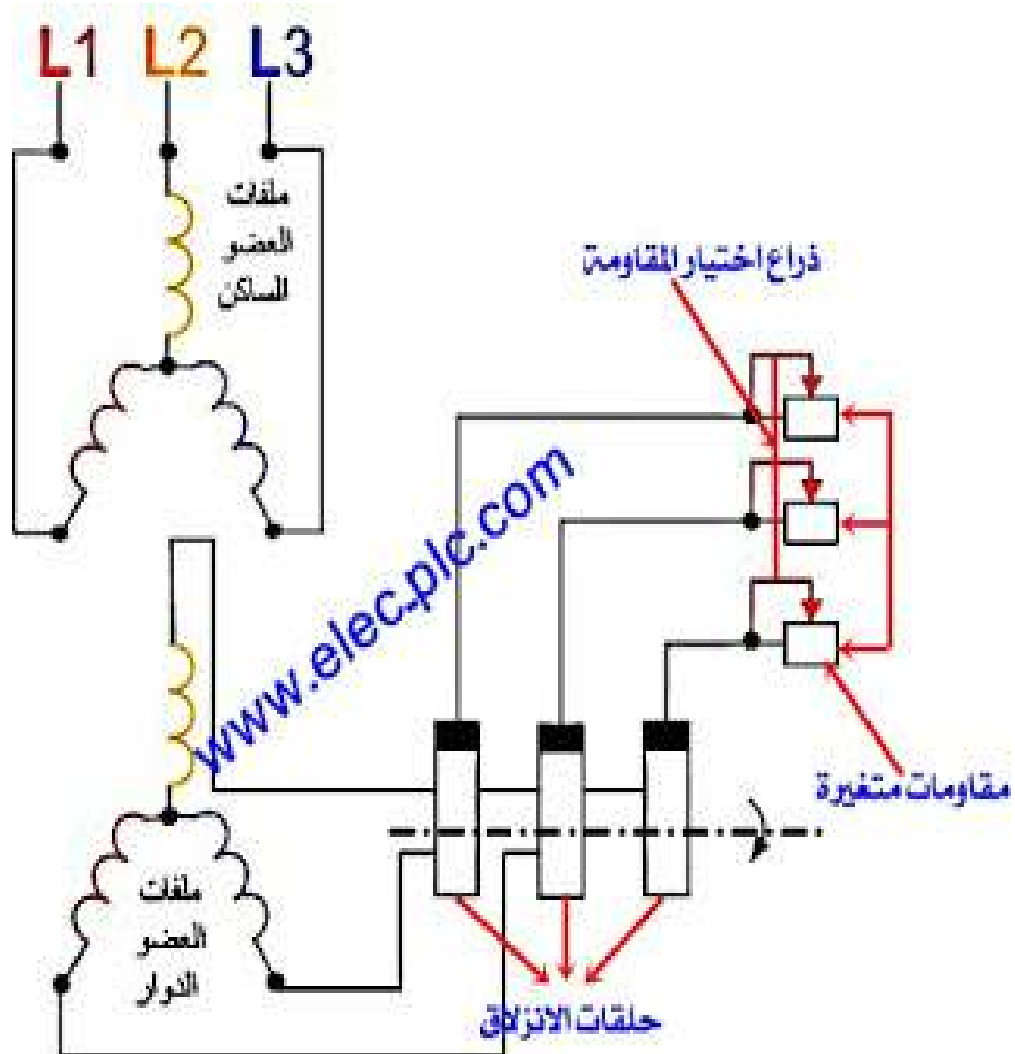 L1 L2 L3
ملفات
العضو
الساكن
ذراع اختيار المقاومة
www.elec.plc.com
مقاومات متغيرة
ملفات
العضو
الدوار
حلقات الانزلاق